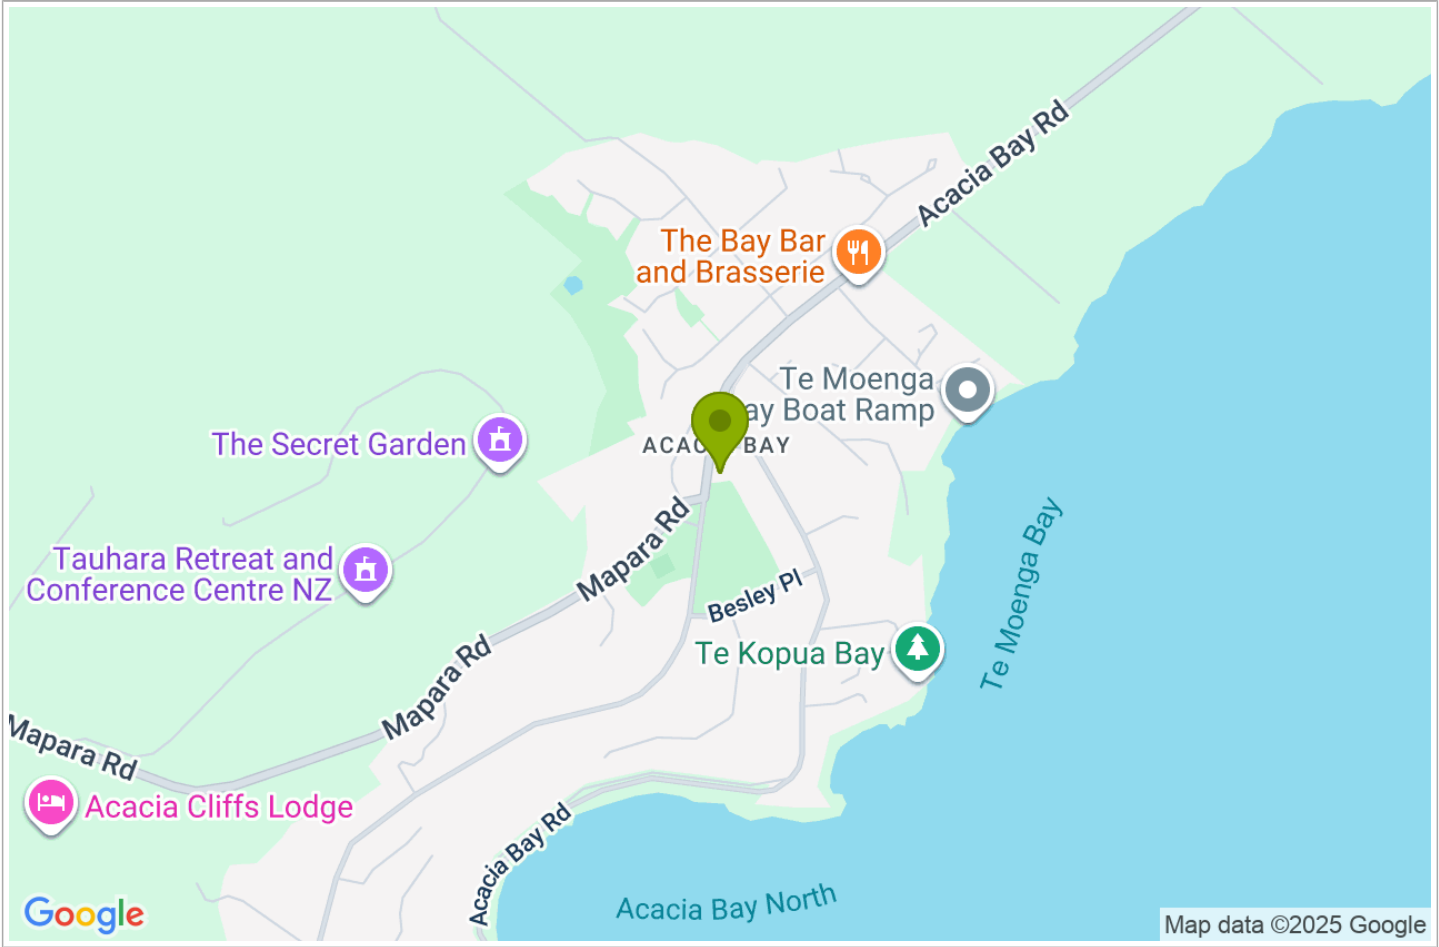 Acacia Bay Rd
The Bay Bar
and Brasserie
Te Moenga
ay Boat Ramp
The Secret Garden
ACAC BAY
Mapara Rd
Te Moenga Bay
Tauhara Retreat and
Conference Centre NZ
Besley Pl
Te Kopua Bay
Mapara Rd
Mapara Rd
Acacia Cliffs Lodge
Acacia Bay Rd
Acacia Bay North
Google
Map data ©2025 Google